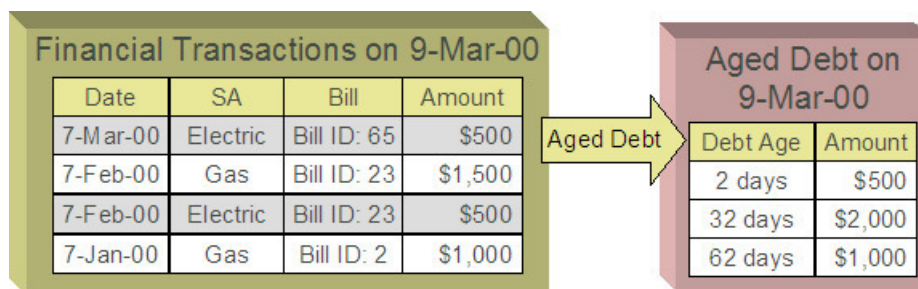 Financial Transactions on 9-Mar-00
Date SA Bill Amount
7-Mar-00 Electric Bill ID: 65 $500
7-Feb-00 Gas Bill ID: 23 $1,500
7-Feb-00 Electric Bill ID: 23 $500
7-Jan-00 Gas Bill ID: 2 $1,000
Aged Debt
Aged Debt on
9-Mar-00
Debt Age Amount
2 days $500
32 days $2,000
62 days $1,000